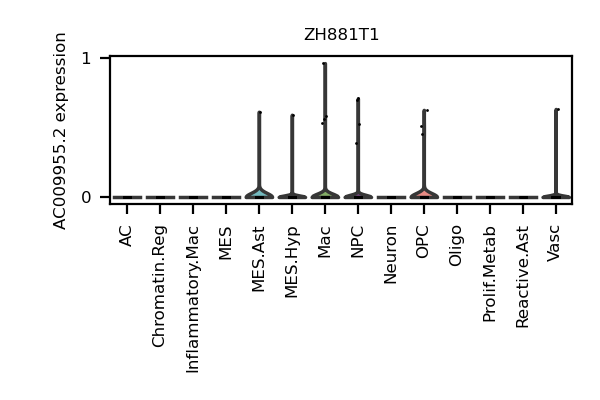 ZH881T1
AC009955.2 expression
1
0
AC
Chromatin.Reg
Inflammatory.Mac
MES
MES.Ast
MES.Hyp
Mac
NPC
Neuron
OPC
Oligo
Prolif.Metab
Reactive.Ast
Vasc